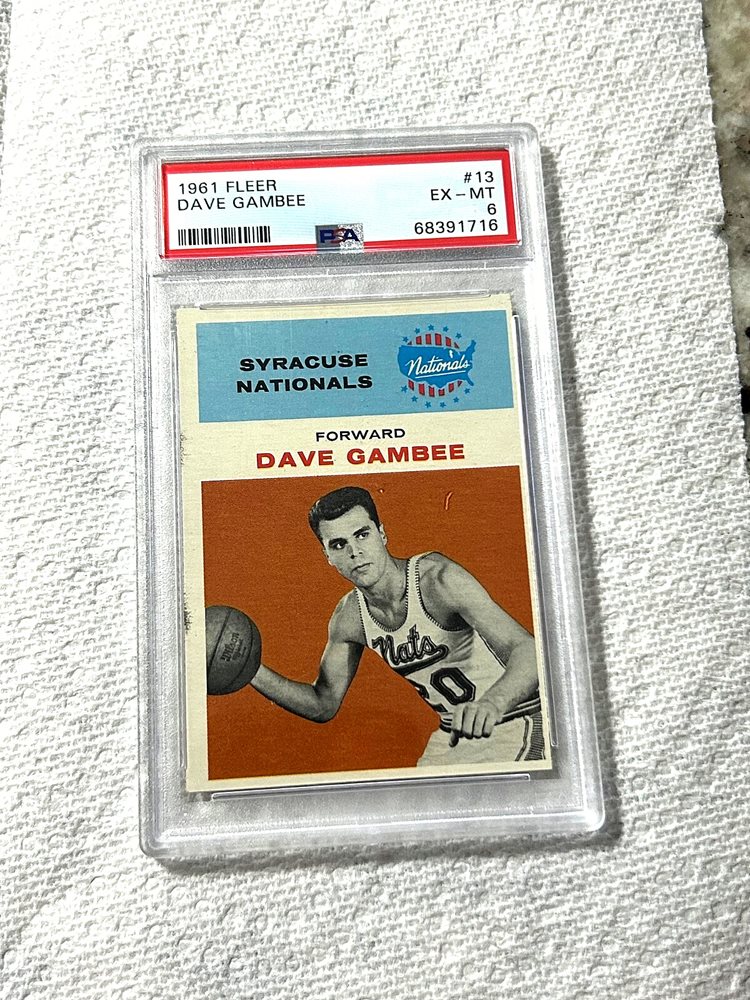 1961 FLEER #13
DAVE GAMBEE EX - MT
6
PSA 68391716
SYRACUSE
NATIONALS
Nationals
FORWARD
DAVE GAMBEE
Nats
20